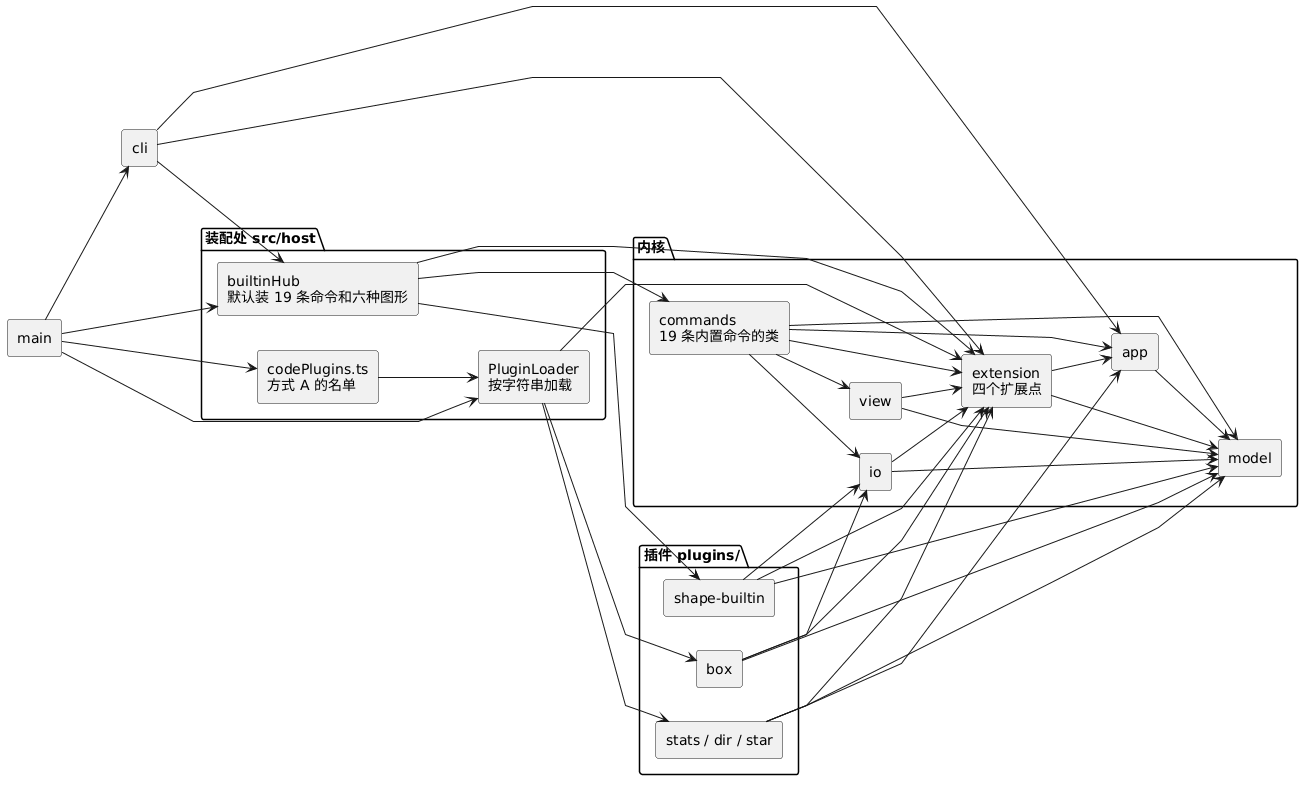 cli
main
装配处 src/host
builtinHub
默认装 19 条命令和六种图形
codePlugins.ts
方式 A 的名单
PluginLoader
按字符串加载
内核
commands
19 条内置命令的类
view
io
extension
四个扩展点
app
model
插件 plugins/
shape-builtin
box
stats / dir / star